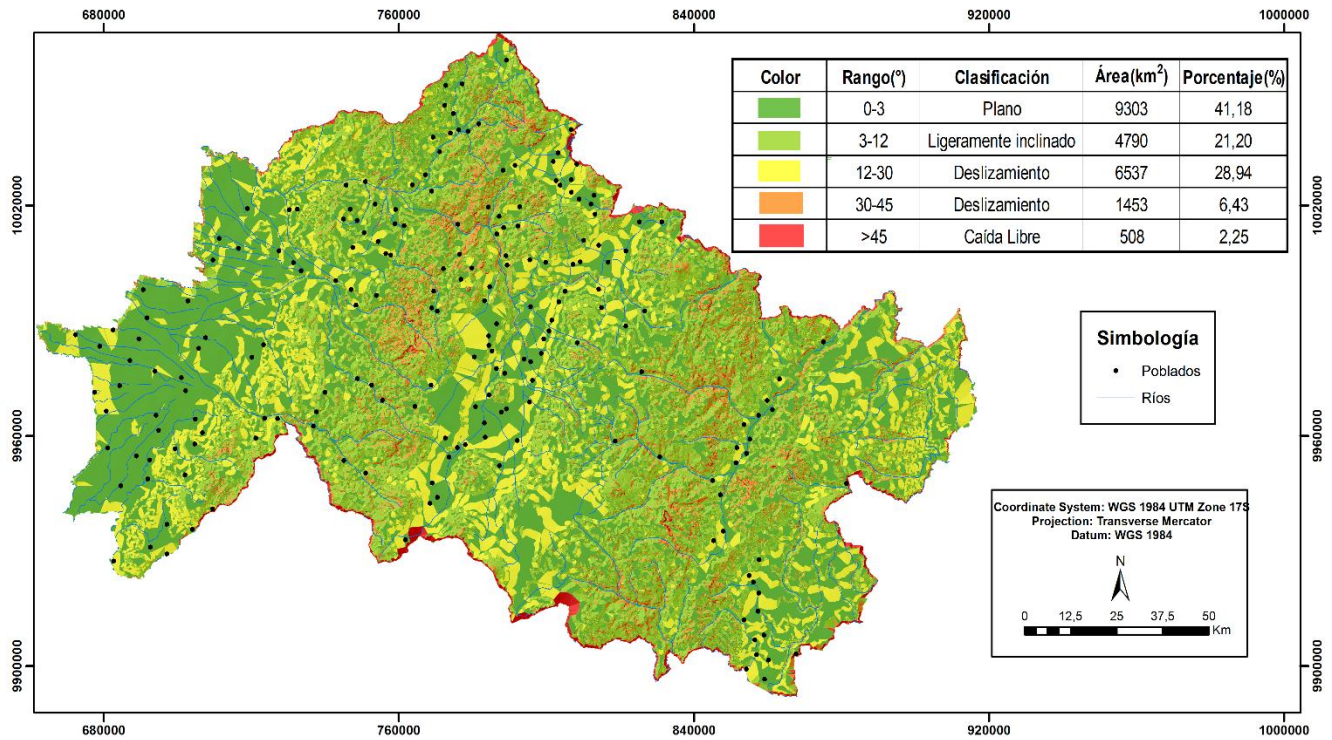 680000 760000 840000 920000 1000000
Color Rango(°) Clasificación Área(km²) Porcentaje(%)
0-3 Plano 9303 41,18
3-12 Ligeramente inclinado 4790 21,20
12-30 Deslizamiento 6537 28,94
30-45 Deslizamiento 1453 6,43
>45 Caída Libre 508 2,25
10020000 10020000
Simbología
Poblados
Ríos
9960000 9960000
Coordinate System: WGS 1984 UTM Zone 17S
Projection: Transverse Mercator
Datum: WGS 1984
N
0 12,5 25 37,5 50
Km
9900000 9900000
680000 760000 840000 920000 1000000